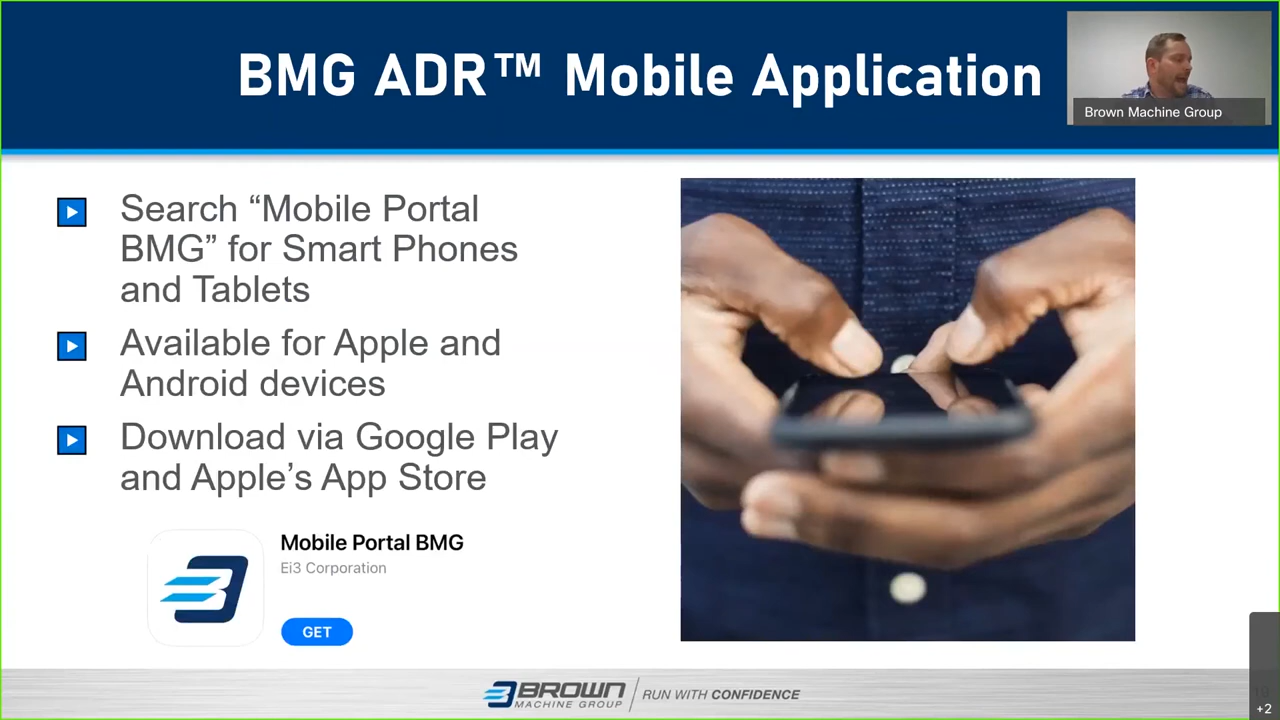 BMG ADR™ Mobile Application
Brown Machine Group
Search “Mobile Portal
BMG” for Smart Phones
and Tablets
Available for Apple and
Android devices
Download via Google Play
and Apple’s App Store
Mobile Portal BMG
Ei3 Corporation
GET
BROWN
MACHINE GROUP
RUN WITH CONFIDENCE
+2